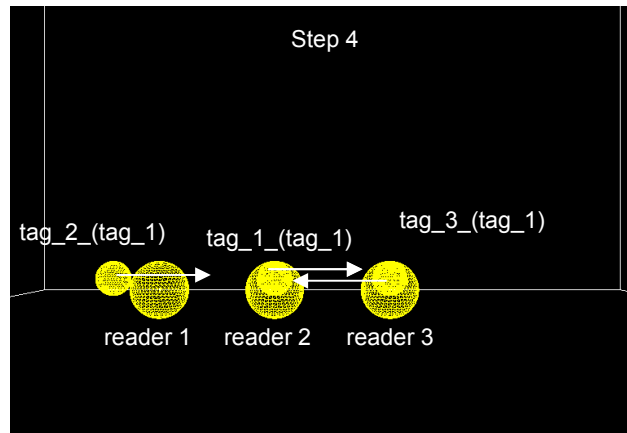 Step 4
tag_2_(tag_1)
tag_1_(tag_1)
tag_3_(tag_1)
reader 1
reader 2
reader 3